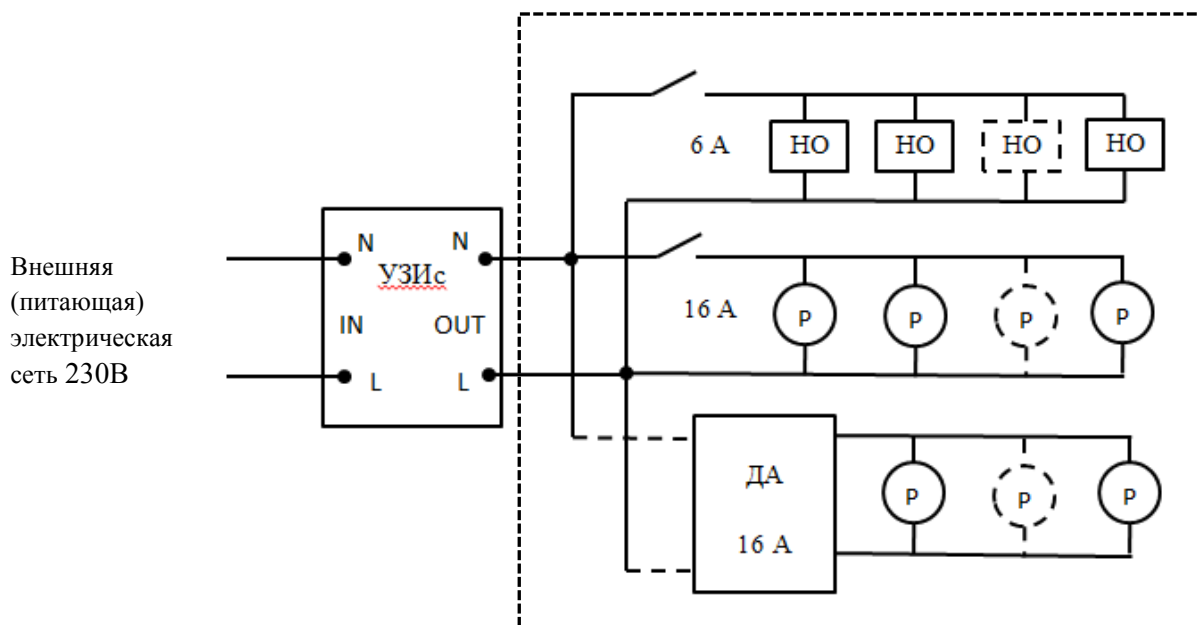 6 А
НО
НО
НО
НО
Внешняя
(питающая)
электрическая
сеть 230В
N
N
УЗИс
IN
OUT
L
L
16 А
P
P
P
P
ДА
16 А
P
P
P